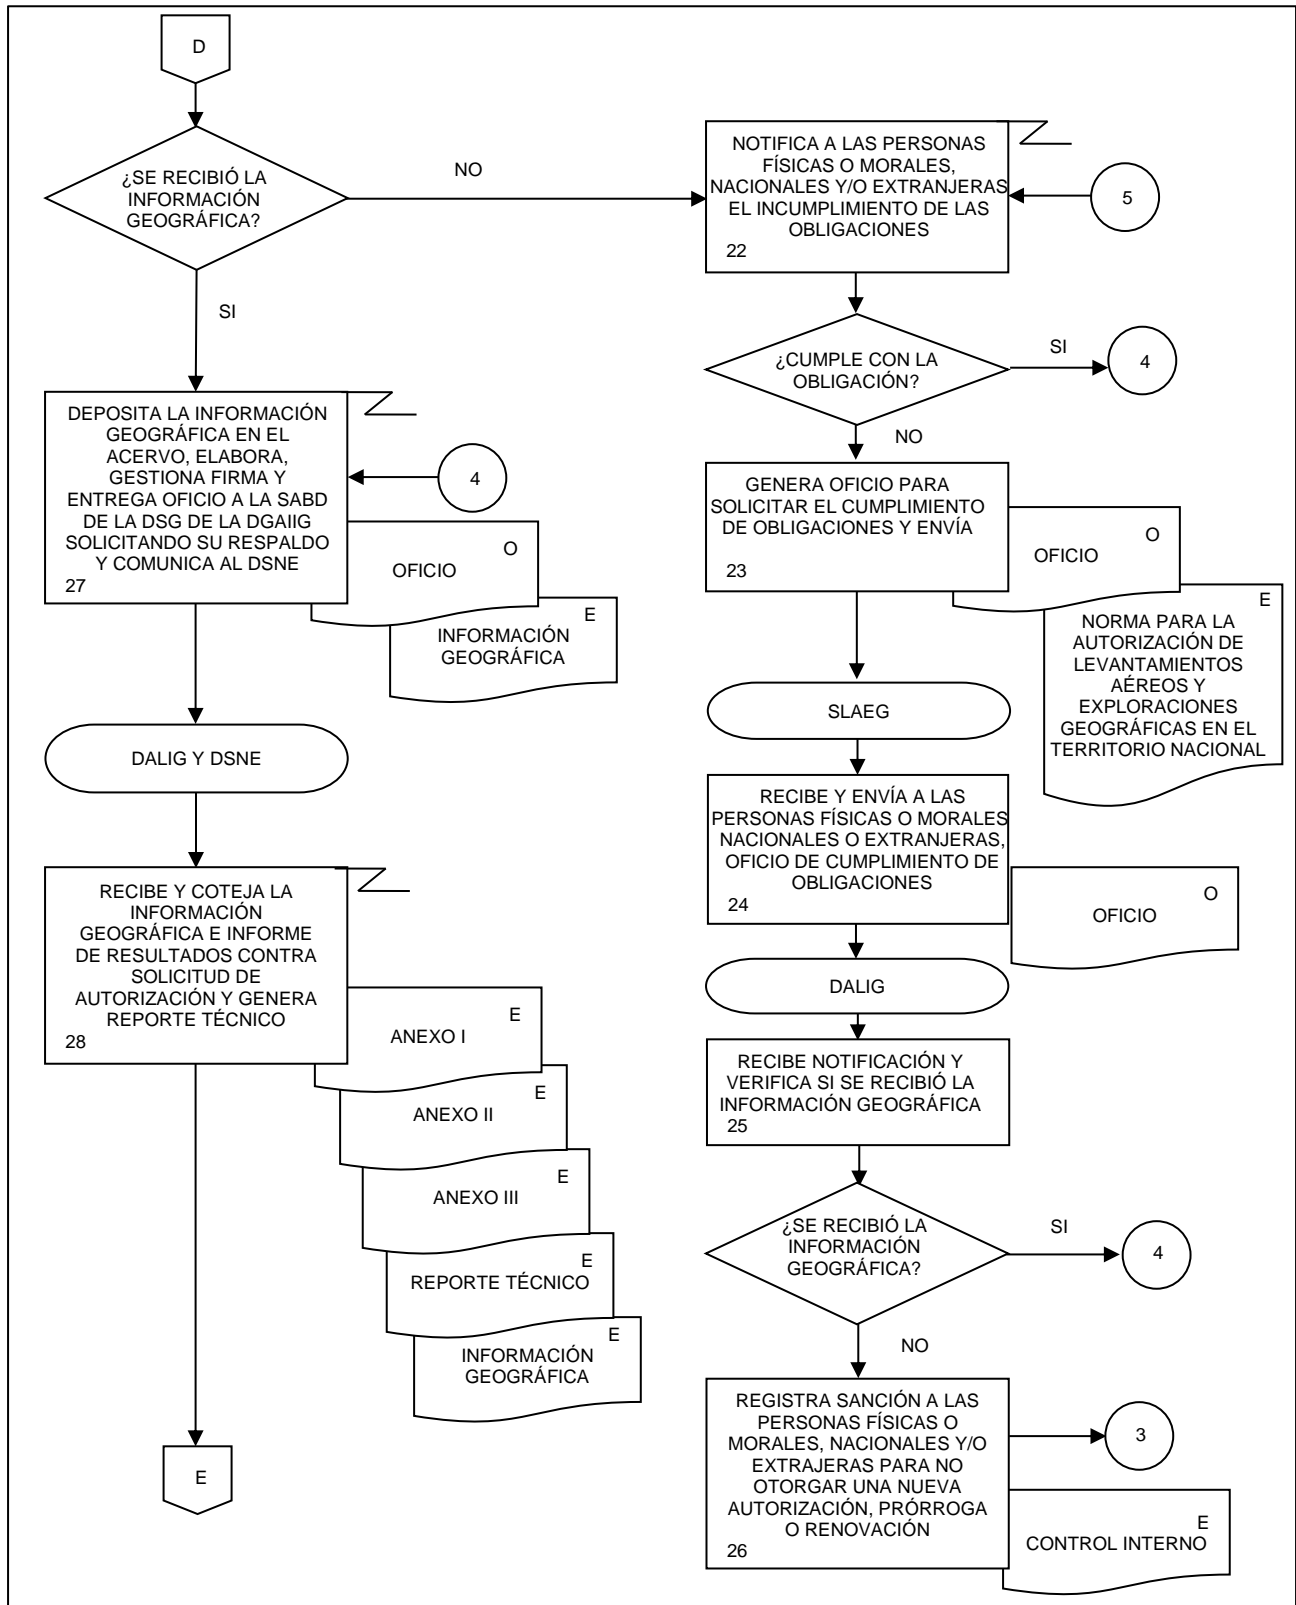 D
¿SE RECIBIÓ LA
INFORMACIÓN
GEOGRÁFICA?
NO
SI
DEPOSITA LA INFORMACIÓN
GEOGRÁFICA EN EL
ACERVO, ELABORA,
GESTIONA FIRMA Y
ENTREGA OFICIO A LA SABD
DE LA DSG DE LA DGAIIG
SOLICITANDO SU RESPALDO
Y COMUNICA AL DSNE
27
4
O
OFICIO
E
INFORMACIÓN
GEOGRÁFICA
DALIG Y DSNE
RECIBE Y COTEJA LA
INFORMACIÓN
GEOGRÁFICA E INFORME
DE RESULTADOS CONTRA
SOLICITUD DE
AUTORIZACIÓN Y GENERA
REPORTE TÉCNICO
28
E
ANEXO I
E
ANEXO II
E
ANEXO III
E
REPORTE TÉCNICO
E
INFORMACIÓN
GEOGRÁFICA
E
NOTIFICA A LAS PERSONAS
FÍSICAS O MORALES,
NACIONALES Y/O EXTRANJERAS
EL INCUMPLIMIENTO DE LAS
OBLIGACIONES
22
5
¿CUMPLE CON LA
OBLIGACIÓN?
SI
4
NO
GENERA OFICIO PARA
SOLICITAR EL CUMPLIMIENTO
DE OBLIGACIONES Y ENVÍA
23
O
OFICIO
E
NORMA PARA LA
AUTORIZACIÓN DE
LEVANTAMIENTOS
AÉREOS Y
EXPLORACIONES
GEOGRÁFICAS EN EL
TERRITORIO NACIONAL
SLAEG
RECIBE Y ENVÍA A LAS
PERSONAS FÍSICAS O MORALES
NACIONALES O EXTRANJERAS,
OFICIO DE CUMPLIMIENTO DE
OBLIGACIONES
24
O
OFICIO
DALIG
RECIBE NOTIFICACIÓN Y
VERIFICA SI SE RECIBIÓ LA
INFORMACIÓN GEOGRÁFICA
25
¿SE RECIBIÓ LA
INFORMACIÓN
GEOGRÁFICA?
SI
4
NO
REGISTRA SANCIÓN A LAS
PERSONAS FÍSICAS O
MORALES, NACIONALES Y/O
EXTRAJERAS PARA NO
OTORGAR UNA NUEVA
AUTORIZACIÓN, PRÓRROGA
O RENOVACIÓN
26
3
E
CONTROL INTERNO